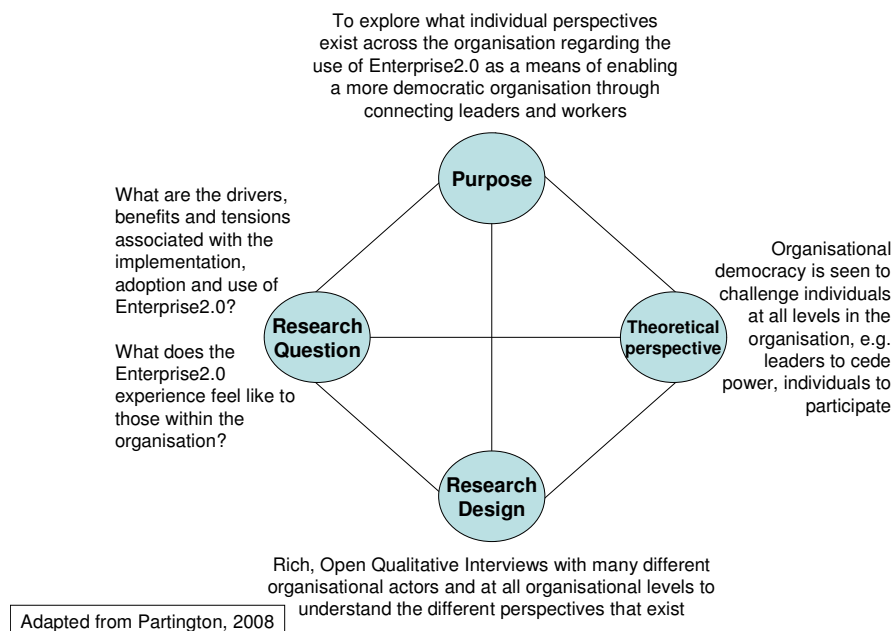 To explore what individual perspectives
exist across the organisation regarding the
use of Enterprise2.0 as a means of enabling
a more democratic organisation through
connecting leaders and workers
Purpose
What are the drivers,
benefits and tensions
associated with the
implementation,
adoption and use of
Enterprise2.0?
What does the
Enterprise2.0
experience feel like to
those within the
organisation?
Research
Question
Theoretical
perspective
Organisational
democracy is seen to
challenge individuals
at all levels in the
organisation, e.g.
leaders to cede
power, individuals to
participate
Research
Design
Rich, Open Qualitative Interviews with many different
organisational actors and at all organisational levels to
understand the different perspectives that exist
Adapted from Partington, 2008